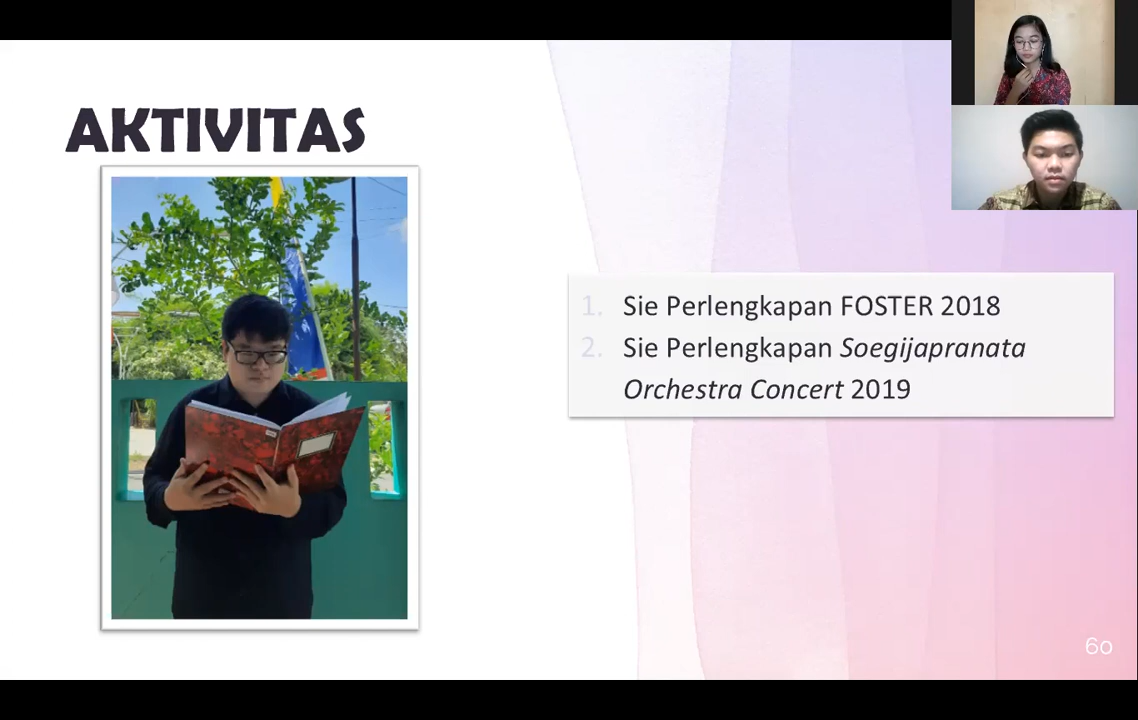 AKTIVITAS
1. Sie Perlengkapan FOSTER 2018
2. Sie Perlengkapan Soegijapranata
Orchestra Concert 2019
60